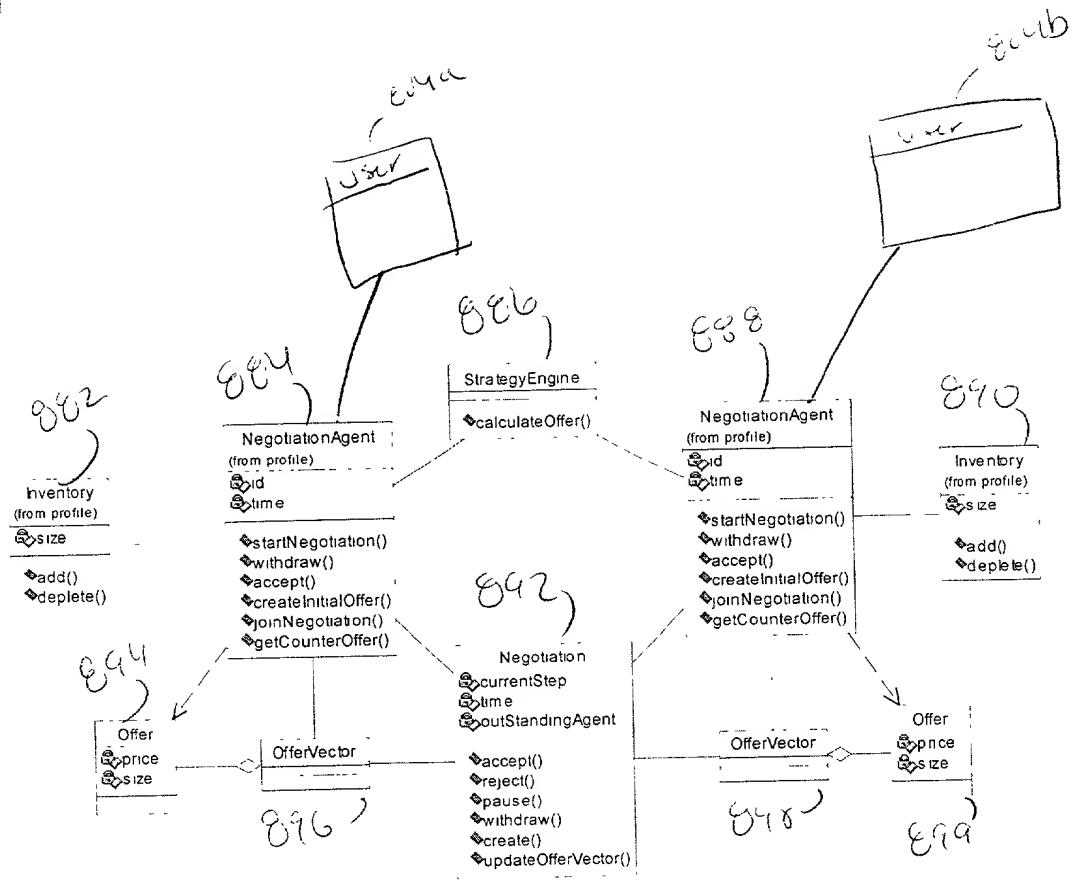 804a
804b
User
User
886
884
888
882
890
StrategyEngine
calculateOffer()
NegotiationAgent
(from profile)
id
time
startNegotiation()
withdraw()
accept()
createInitialOffer()
joinNegotiation()
getCounterOffer()
NegotiationAgent
(from profile)
id
time
startNegotiation()
withdraw()
accept()
createInitialOffer()
joinNegotiation()
getCounterOffer()
Inventory
(from profile)
size
add()
deplete()
Inventory
(from profile)
size
add()
deplete()
892
Negotiation
currentStep
time
outStandingAgent
accept()
reject()
pause()
withdraw()
create()
updateOfferVector()
894
Offer
price
size
OfferVector
896
OfferVector
898
Offer
price
size
899